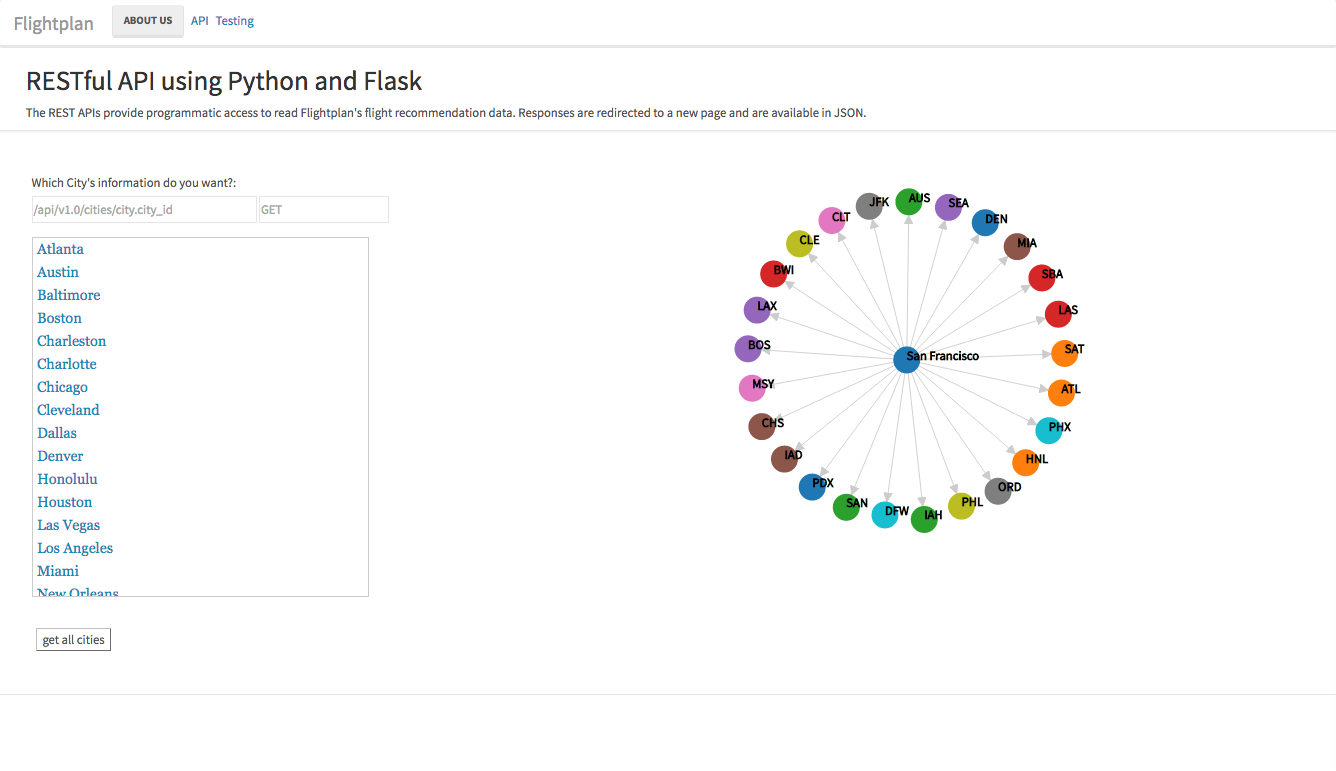 Flightplan ABOUT US API Testing
RESTful API using Python and Flask
The REST APIs provide programmatic access to read Flightplan's flight recommendation data. Responses are redirected to a new page and are available in JSON.
Which City's information do you want?:
/api/v1.0/cities/city.city_id GET
Atlanta
Austin
Baltimore
Boston
Charleston
Charlotte
Chicago
Cleveland
Dallas
Denver
Honolulu
Houston
Las Vegas
Los Angeles
Miami
New Orleans
get all cities
AUS
SEA
DEN
MIA
SBA
LAS
SAT
ATL
PHX
HNL
ORD
PHL
IAH
DFW
SAN
PDX
IAD
CHS
MSY
BOS
LAX
BWI
CLE
CLT
JFK
San Francisco